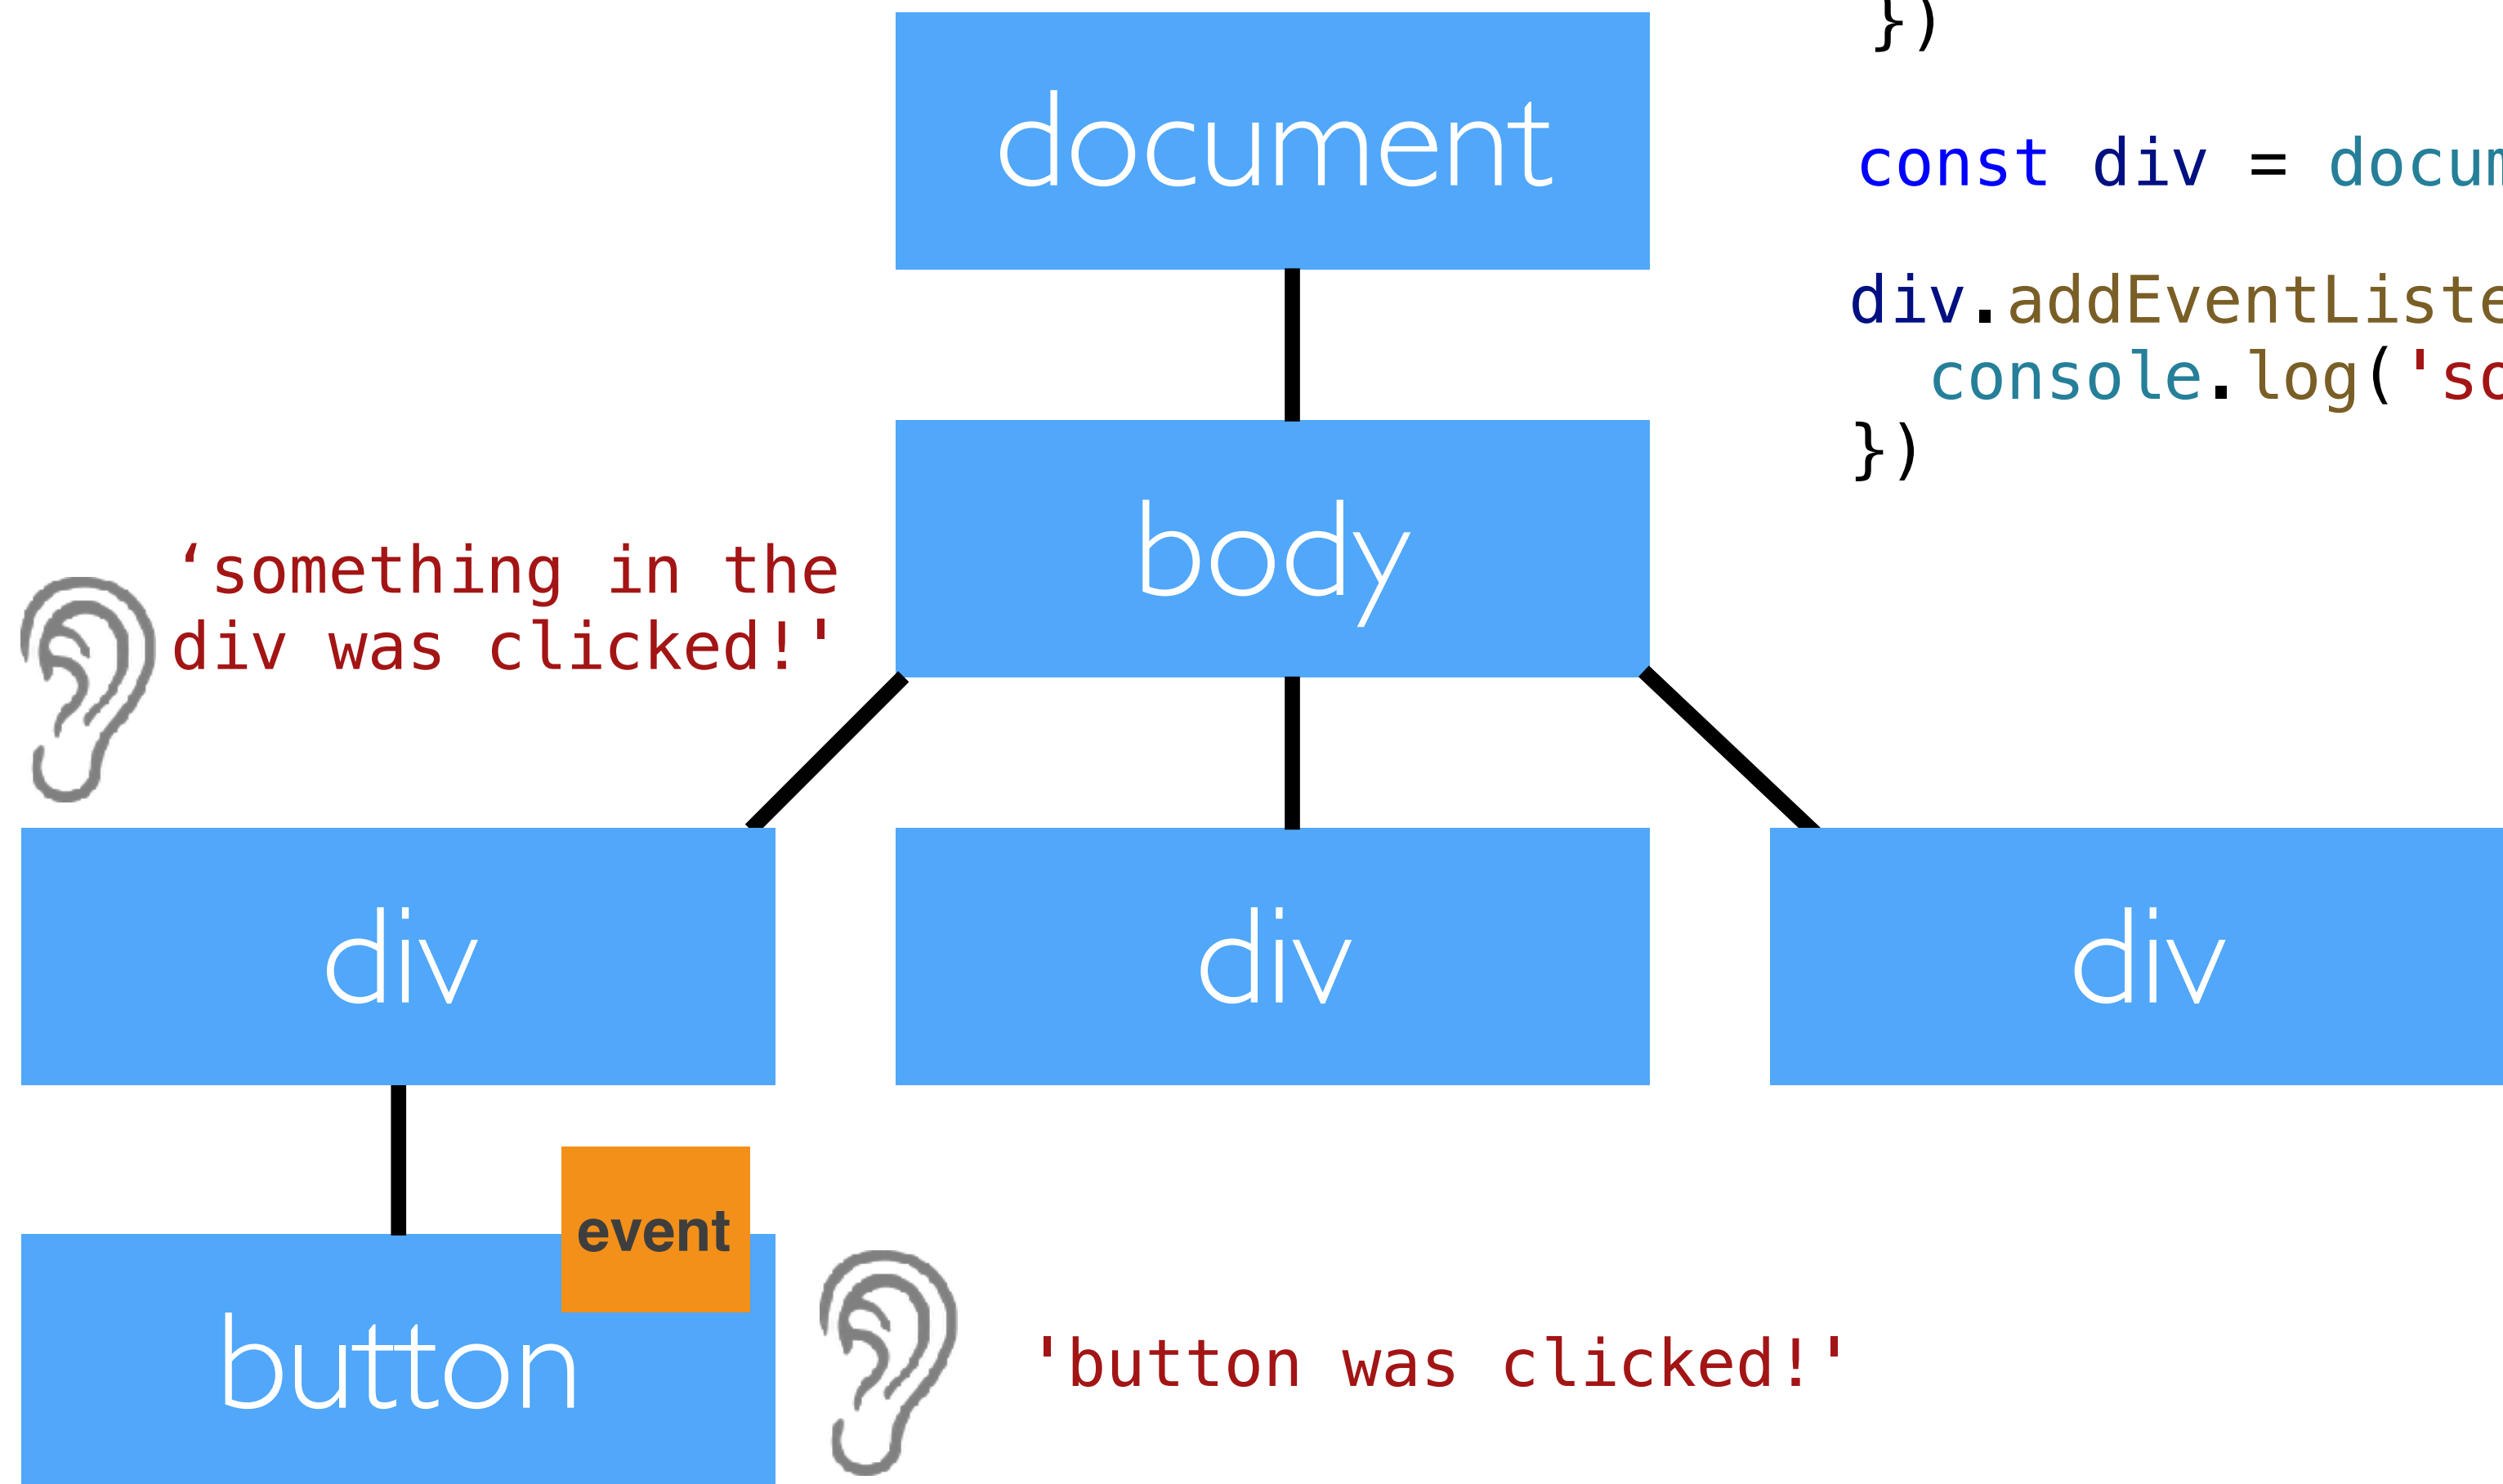 })
document
const div = docum
div.addEventListe
console.log('so
})
body
‘something in the
div was clicked!'
div
div
div
event
button
'button was clicked!'